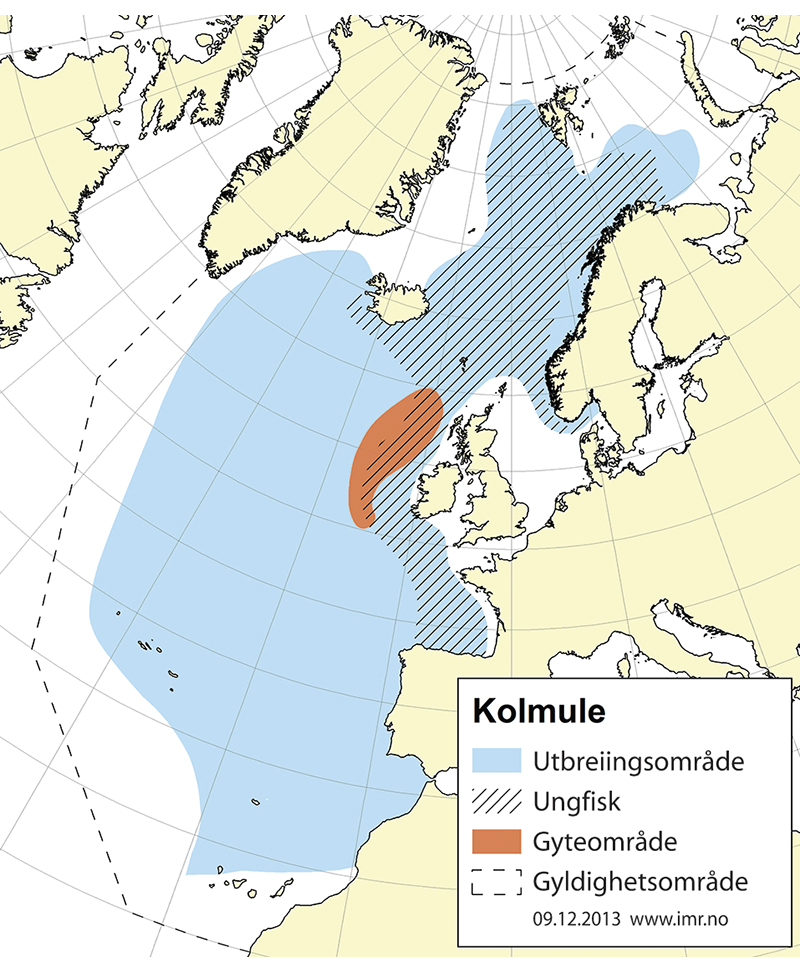 Kolmule
Utbreiingsområde
Ungfisk
Gyteområde
Gyldighetsområde
09.12.2013 www.imr.no